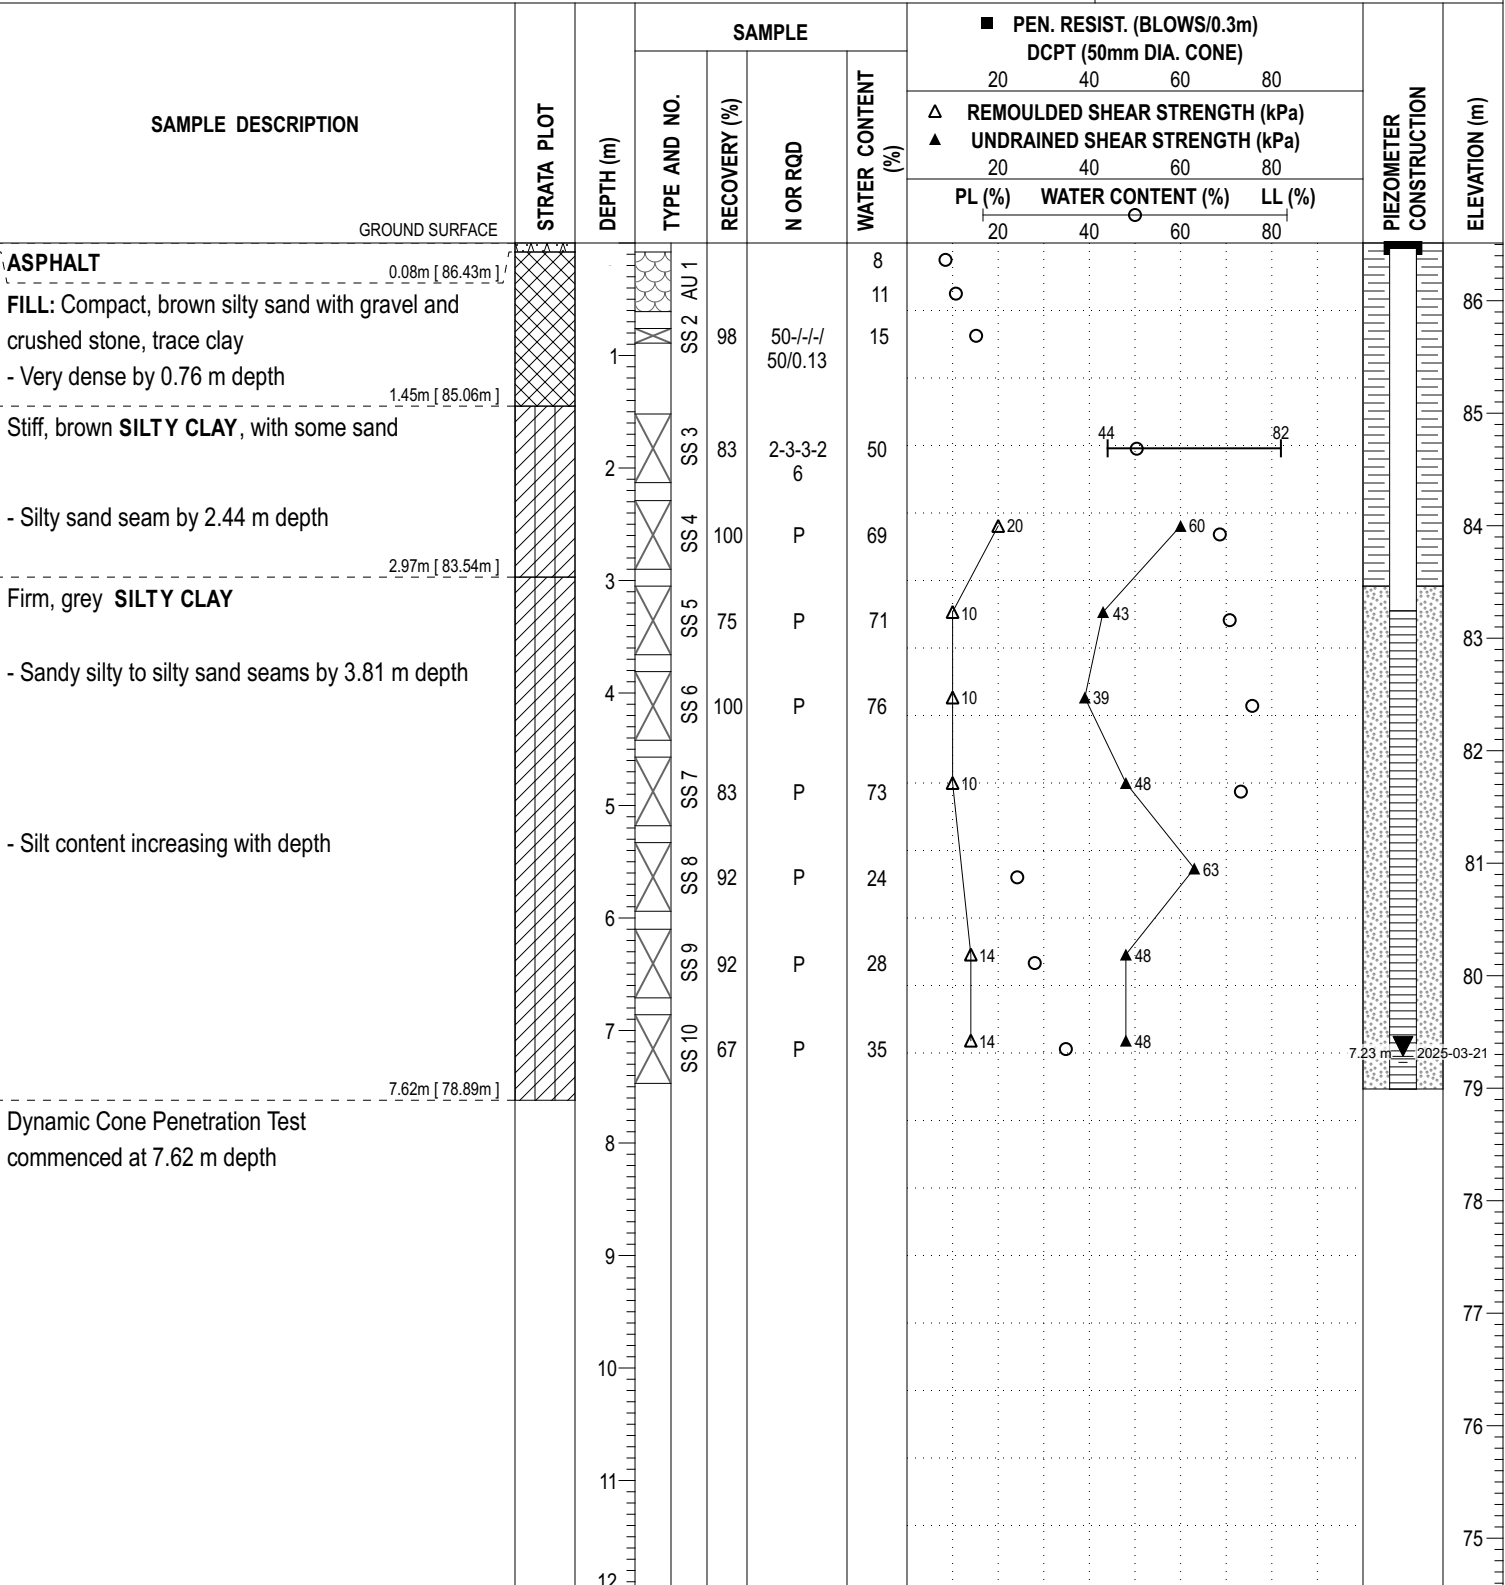 SAMPLE DESCRIPTION
GROUND SURFACE
STRATA PLOT
DEPTH (m)
SAMPLE
TYPE AND NO.
RECOVERY (%)
N OR RQD
WATER CONTENT
(%)
■ PEN. RESIST. (BLOWS/0.3m)
DCPT (50mm DIA. CONE)
20 40 60 80
△ REMOULDED SHEAR STRENGTH (kPa)
▲ UNDRAINED SHEAR STRENGTH (kPa)
20 40 60 80
PL (%) WATER CONTENT (%) LL (%)
20 40 60 80
PIEZOMETER
CONSTRUCTION
ELEVATION (m)
ASPHALT
0.08m [ 86.43m ]
FILL: Compact, brown silty sand with gravel and
crushed stone, trace clay
- Very dense by 0.76 m depth
1.45m [ 85.06m ]
Stiff, brown SILTY CLAY, with some sand
- Silty sand seam by 2.44 m depth
2.97m [ 83.54m ]
Firm, grey SILTY CLAY
- Sandy silty to silty sand seams by 3.81 m depth
- Silt content increasing with depth
7.62m [ 78.89m ]
Dynamic Cone Penetration Test
commenced at 7.62 m depth
1
2
3
4
5
6
7
8
9
10
11
12
AU 1 8
11
SS 2 98 50-/-/-/ 15
50/0.13
SS 3 83 2-3-3-2 50
6
SS 4 100 P 69
SS 5 75 P 71
SS 6 100 P 76
SS 7 83 P 73
SS 8 92 P 24
SS 9 92 P 28
SS 10 67 P 35
44 82
20 60
10 43
10 39
10 48
63
14 48
14 48
7.23 m 2025-03-21
86
85
84
83
82
81
80
79
78
77
76
75